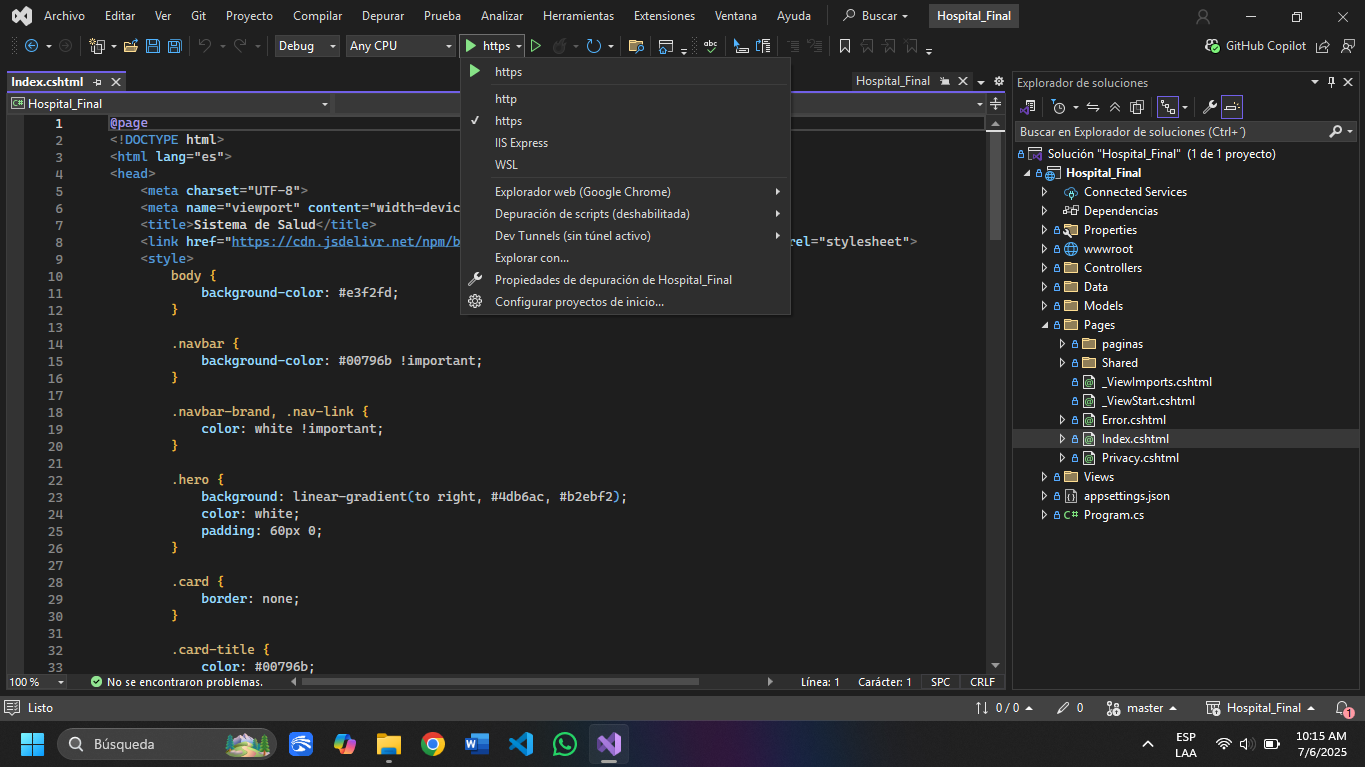 Archivo Editar Ver Git Proyecto Compilar Depurar Prueba Analizar Herramientas Extensiones Ventana Ayuda Buscar Hospital_Final
Debug Any CPU https GitHub Copilot
Index.cshtml
Hospital_Final
Hospital_Final
https
http
https
IIS Express
WSL
Explorador web (Google Chrome)
Depuración de scripts (deshabilitada)
Dev Tunnels (sin túnel activo)
Explorar con...
Propiedades de depuración de Hospital_Final
Configurar proyectos de inicio...
1 @page
2 <!DOCTYPE html>
3 <html lang="es">
4 <head>
5 <meta charset="UTF-8">
6 <meta name="viewport" content="width=devic
7 <title>Sistema de Salud</title>
8 <link href="https://cdn.jsdelivr.net/npm/b rel="stylesheet">
9 <style>
10 body {
11 background-color: #e3f2fd;
12 }
13
14 .navbar {
15 background-color: #00796b !important;
16 }
17
18 .navbar-brand, .nav-link {
19 color: white !important;
20 }
21
22 .hero {
23 background: linear-gradient(to right, #4db6ac, #b2ebf2);
24 color: white;
25 padding: 60px 0;
26 }
27
28 .card {
29 border: none;
30 }
31
32 .card-title {
33 color: #00796b;
100 % No se encontraron problemas. Línea: 1 Carácter: 1 SPC CRLF
Explorador de soluciones
Buscar en Explorador de soluciones (Ctrl+´)
Solución "Hospital_Final" (1 de 1 proyecto)
Hospital_Final
Connected Services
Dependencias
Properties
wwwroot
Controllers
Data
Models
Pages
paginas
Shared
_ViewImports.cshtml
_ViewStart.cshtml
Error.cshtml
Index.cshtml
Privacy.cshtml
Views
appsettings.json
Program.cs
Listo 0 / 0 0 master Hospital_Final 1
Búsqueda
ESP
LAA
10:15 AM
7/6/2025